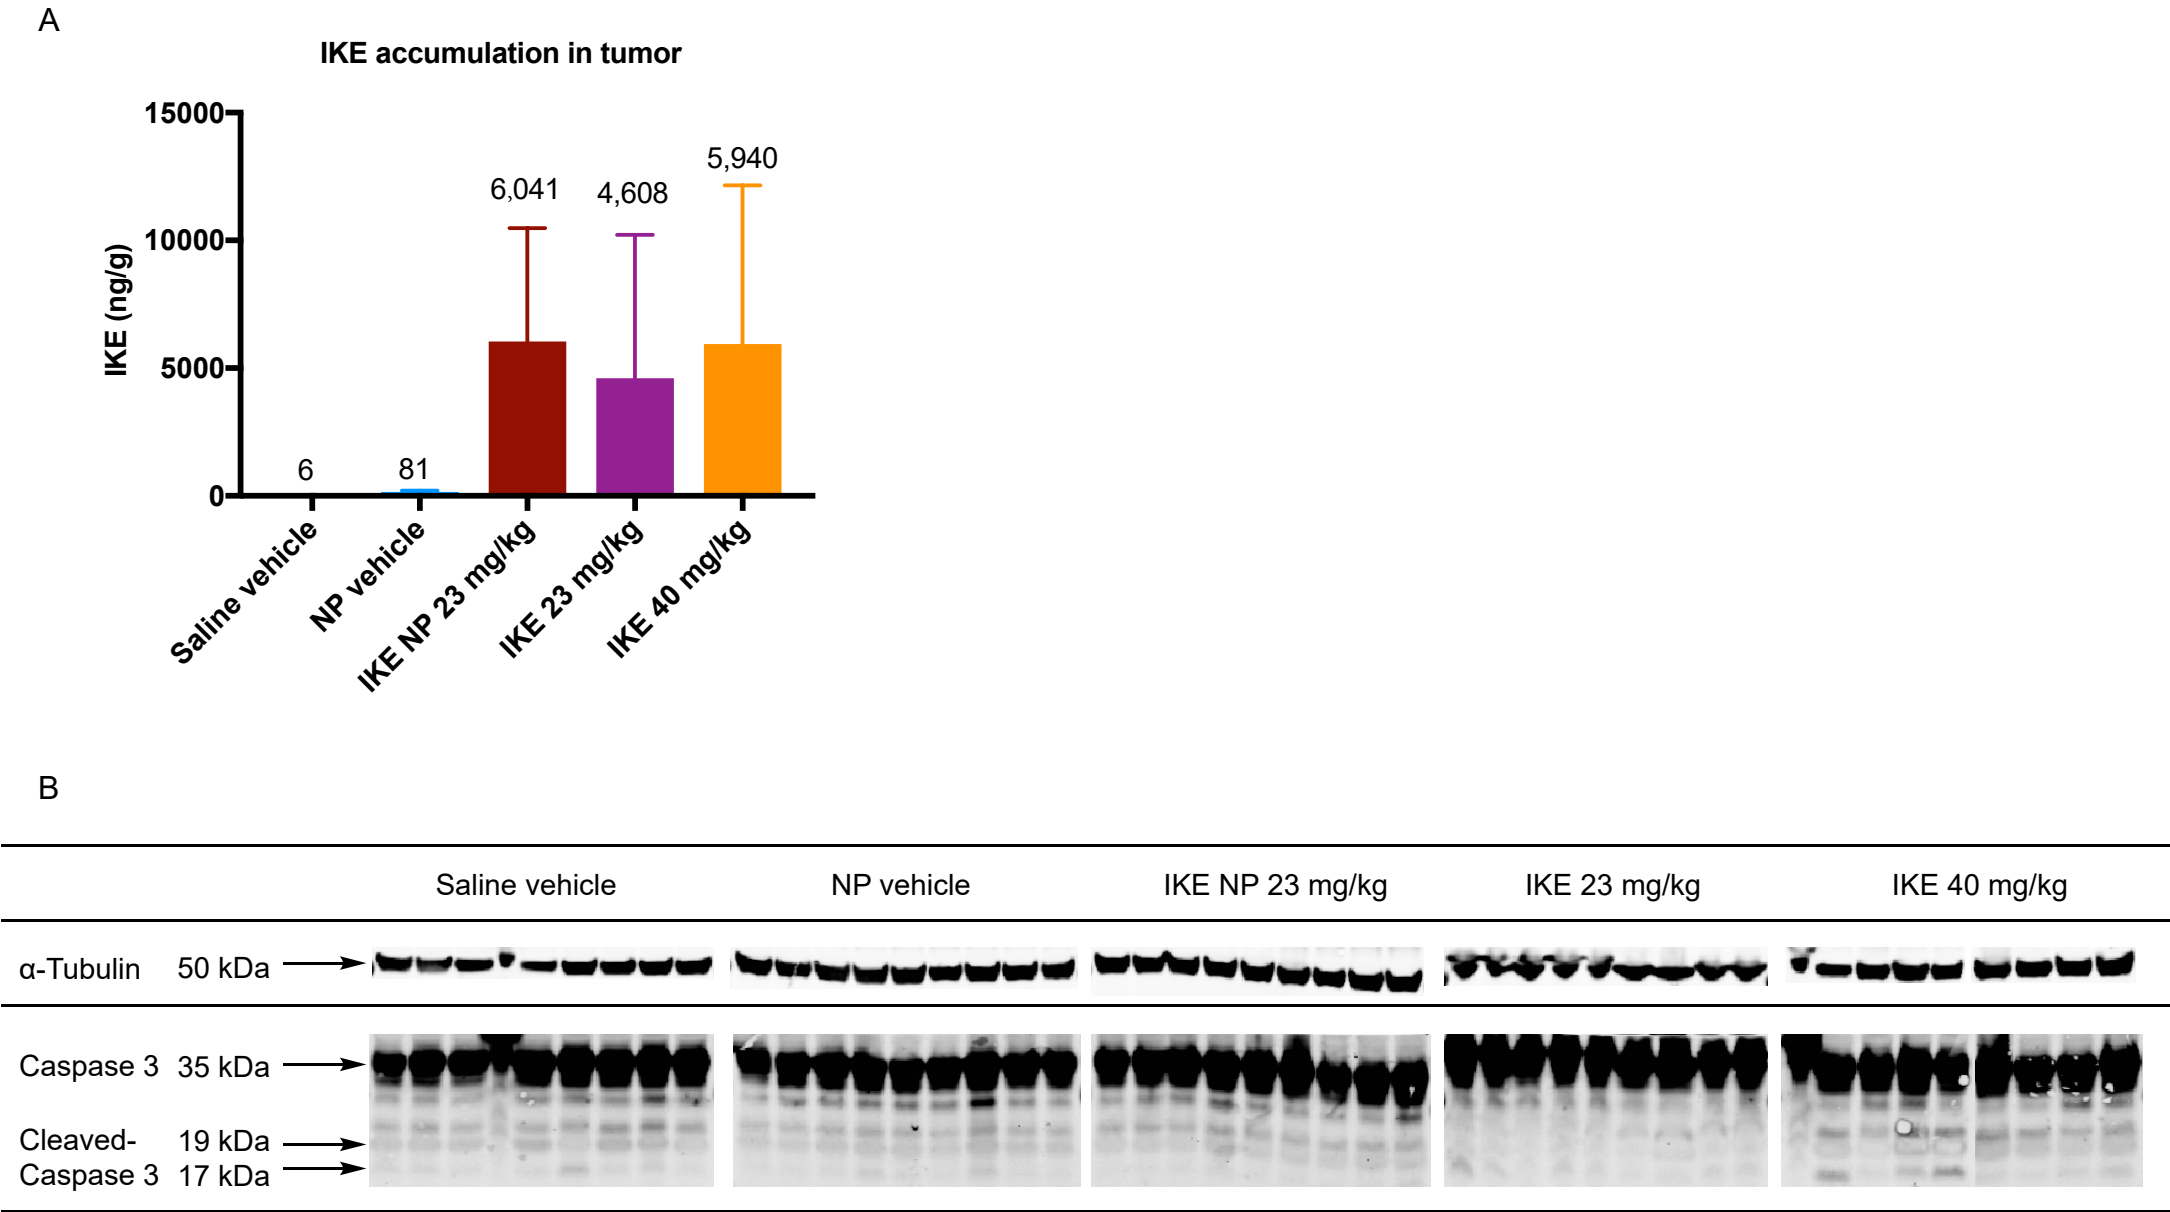 A
IKE accumulation in tumor
15000
10000
5000
0
IKE (ng/g)
6
81
6,041
4,608
5,940
Saline vehicle
NP vehicle
IKE NP 23 mg/kg
IKE 23 mg/kg
IKE 40 mg/kg
B
Saline vehicle NP vehicle IKE NP 23 mg/kg IKE 23 mg/kg IKE 40 mg/kg
α-Tubulin 50 kDa
Caspase 3 35 kDa
Cleaved- 19 kDa
Caspase 3 17 kDa